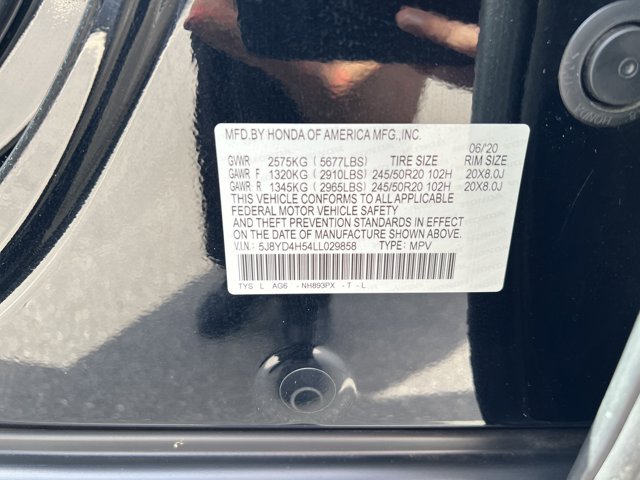 MFD.BY HONDA OF AMERICA MFG.,INC.
06/'20
GVWR 2575KG ( 5677LBS) TIRE SIZE RIM SIZE
GAWR F 1320KG ( 2910LBS) 245/50R20 102H 20X8.0J
GAWR R 1345KG ( 2965LBS) 245/50R20 102H 20X8.0J
THIS VEHICLE CONFORMS TO ALL APPLICABLE
FEDERAL MOTOR VEHICLE SAFETY
AND THEFT PREVENTION STANDARDS IN EFFECT
ON THE DATE OF MANUFACTURE SHOWN ABOVE.
V.I.N: 5J8YD4H54LL029858 TYPE: MPV
TYS L AG6 - NH893PX - T - L